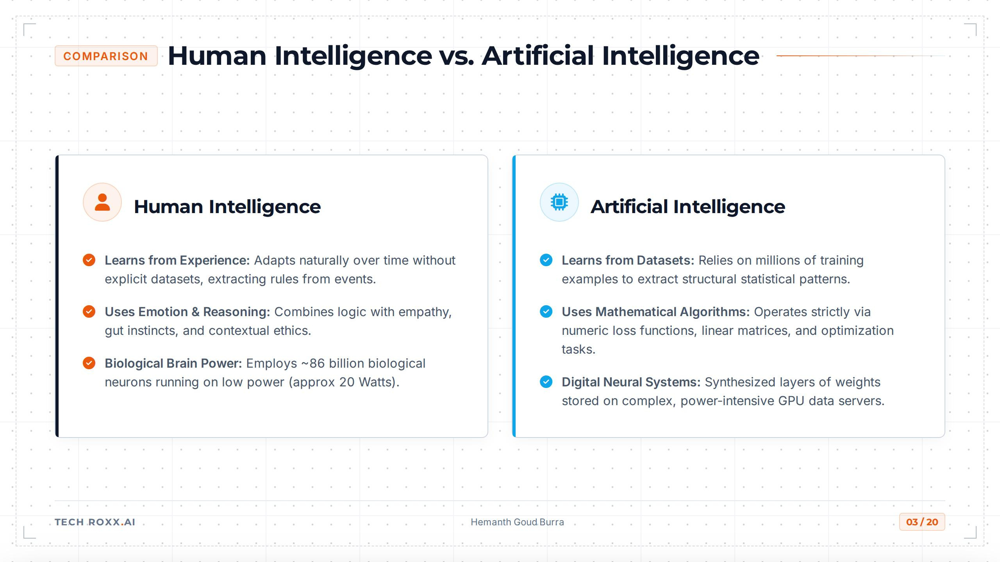 COMPARISON Human Intelligence vs. Artificial Intelligence
Human Intelligence
Learns from Experience: Adapts naturally over time without
explicit datasets, extracting rules from events.
Uses Emotion & Reasoning: Combines logic with empathy,
gut instincts, and contextual ethics.
Biological Brain Power: Employs ~86 billion biological
neurons running on low power (approx 20 Watts).
Artificial Intelligence
Learns from Datasets: Relies on millions of training
examples to extract structural statistical patterns.
Uses Mathematical Algorithms: Operates strictly via
numeric loss functions, linear matrices, and optimization
tasks.
Digital Neural Systems: Synthesized layers of weights
stored on complex, power-intensive GPU data servers.
TECH ROXX.AI
Hemanth Goud Burra
03 / 20